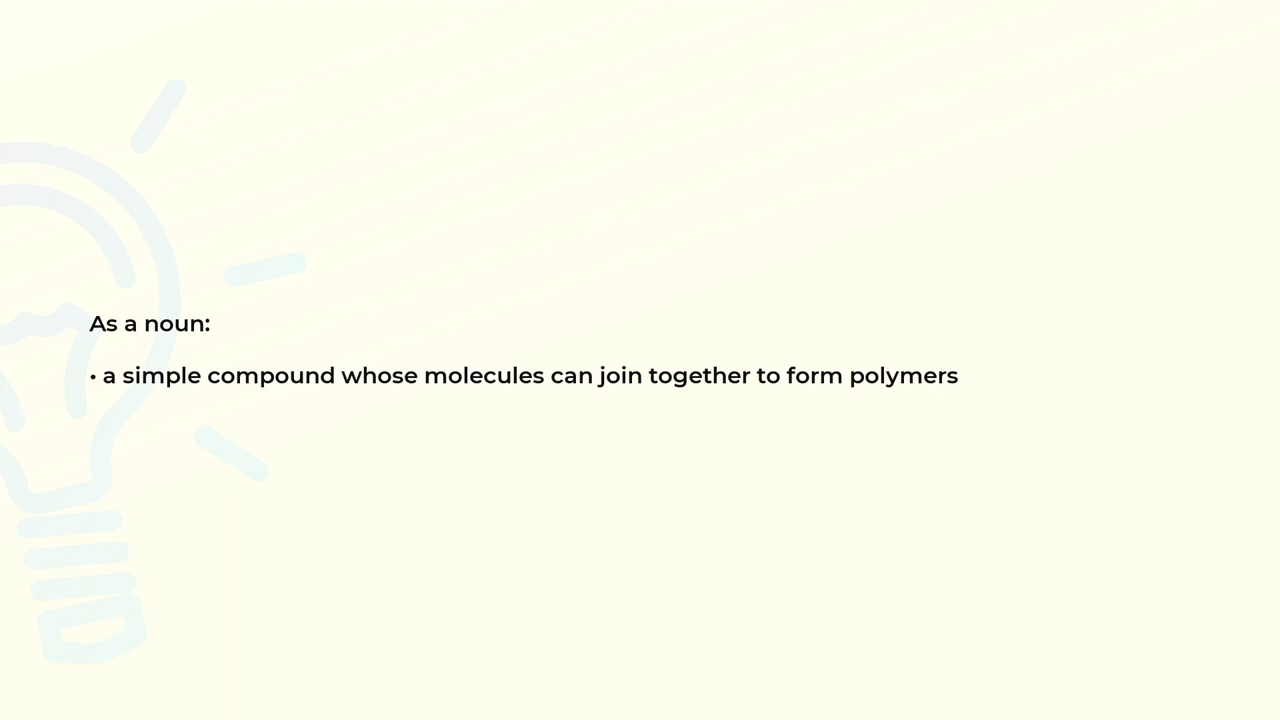 As a noun:
• a simple compound whose molecules can join together to form polymers